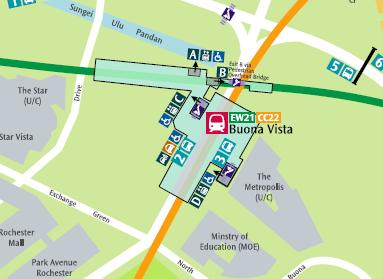 1
Sungei Ulu Pandan
A
Exit B via
Pedestrian
Overhead Bridge
B
5
6
The Star
(U/C)
Drive
C
EW21 CC22
Buona Vista
Star Vista
2
3
D
The
Metropolis
(U/C)
Exchange Green
Rochester
Mall
Minstry of
Education (MOE)
Park Avenue
Rochester
North
Buona